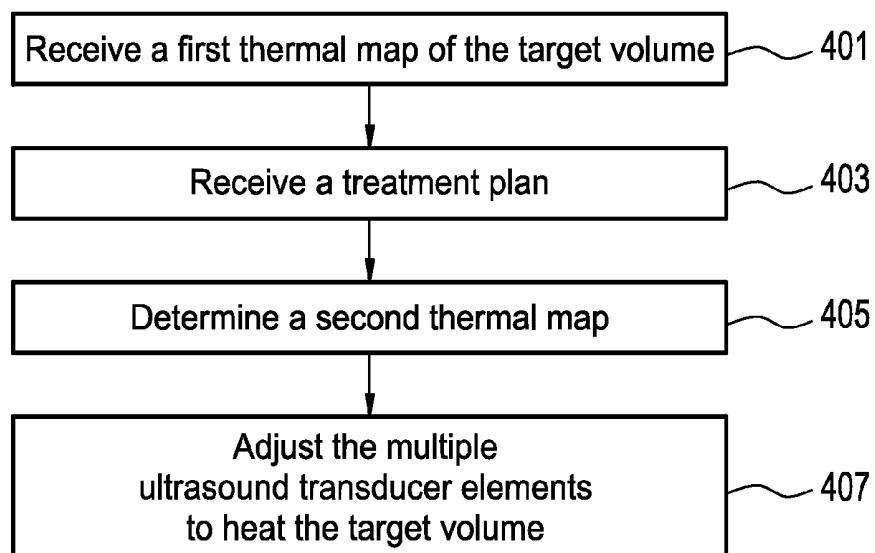 Receive a first thermal map of the target volume 401
Receive a treatment plan 403
Determine a second thermal map 405
Adjust the multiple
ultrasound transducer elements 407
to heat the target volume